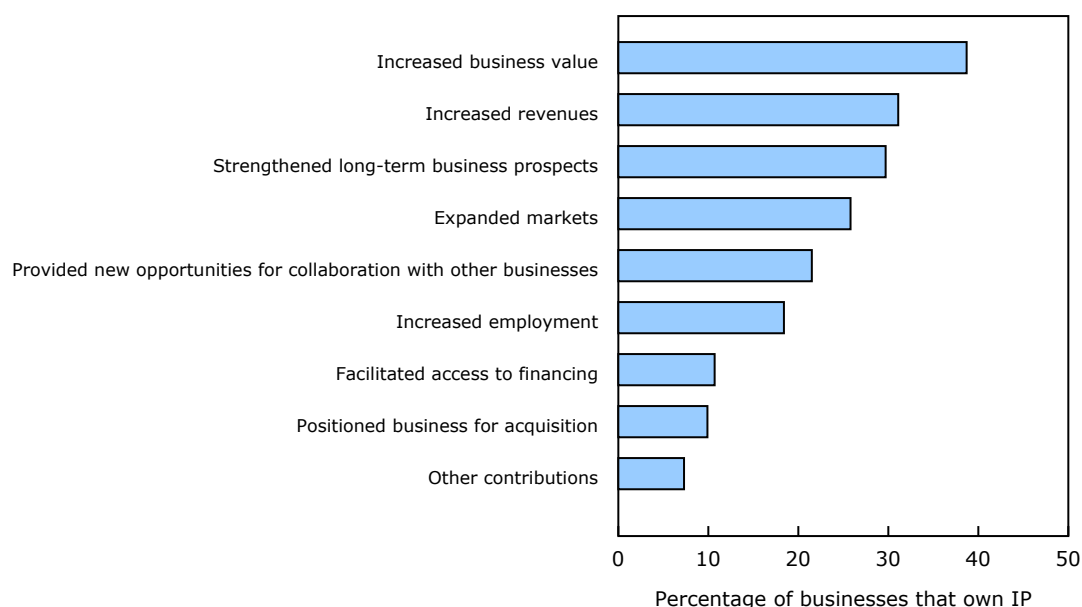 Increased business value
Increased revenues
Strengthened long-term business prospects
Expanded markets
Provided new opportunities for collaboration with other businesses
Increased employment
Facilitated access to financing
Positioned business for acquisition
Other contributions
0 10 20 30 40 50
Percentage of businesses that own IP